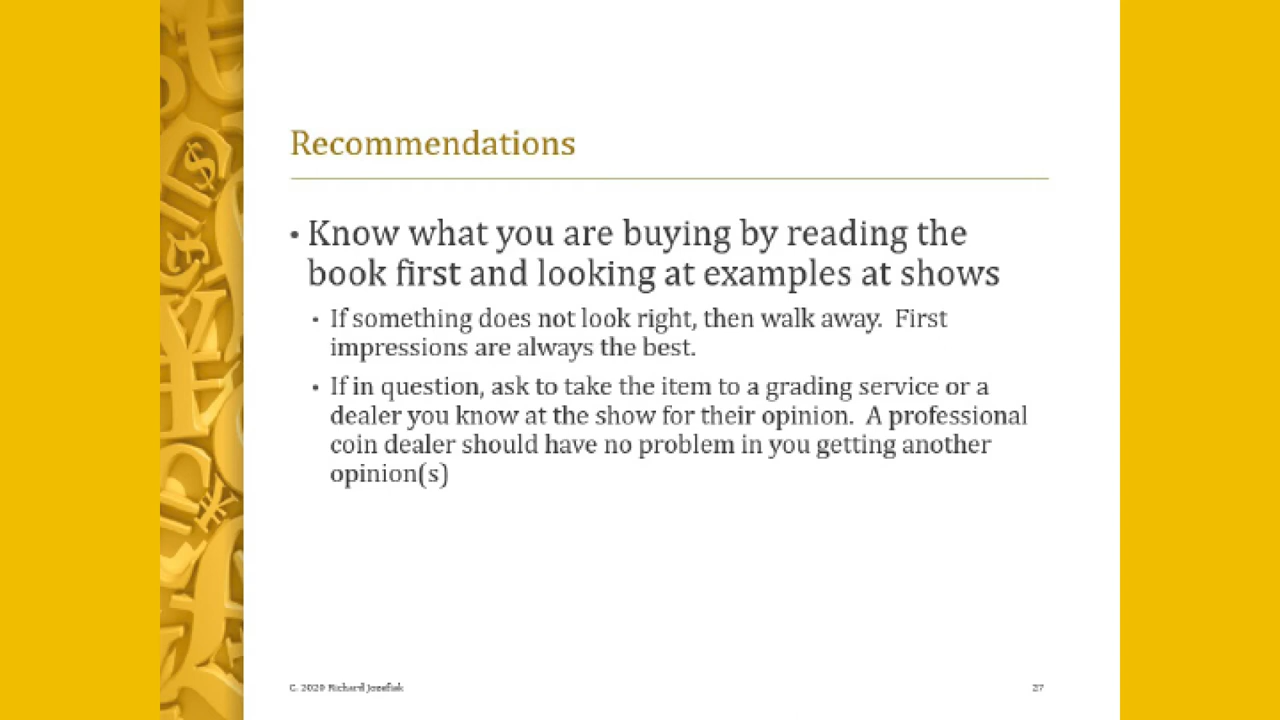 Recommendations
• Know what you are buying by reading the
book first and looking at examples at shows
• If something does not look right, then walk away.  First
impressions are always the best.
• If in question, ask to take the item to a grading service or a
dealer you know at the show for their opinion.  A professional
coin dealer should have no problem in you getting another
opinion(s)
C. 2020 Richard Jozefiak
27